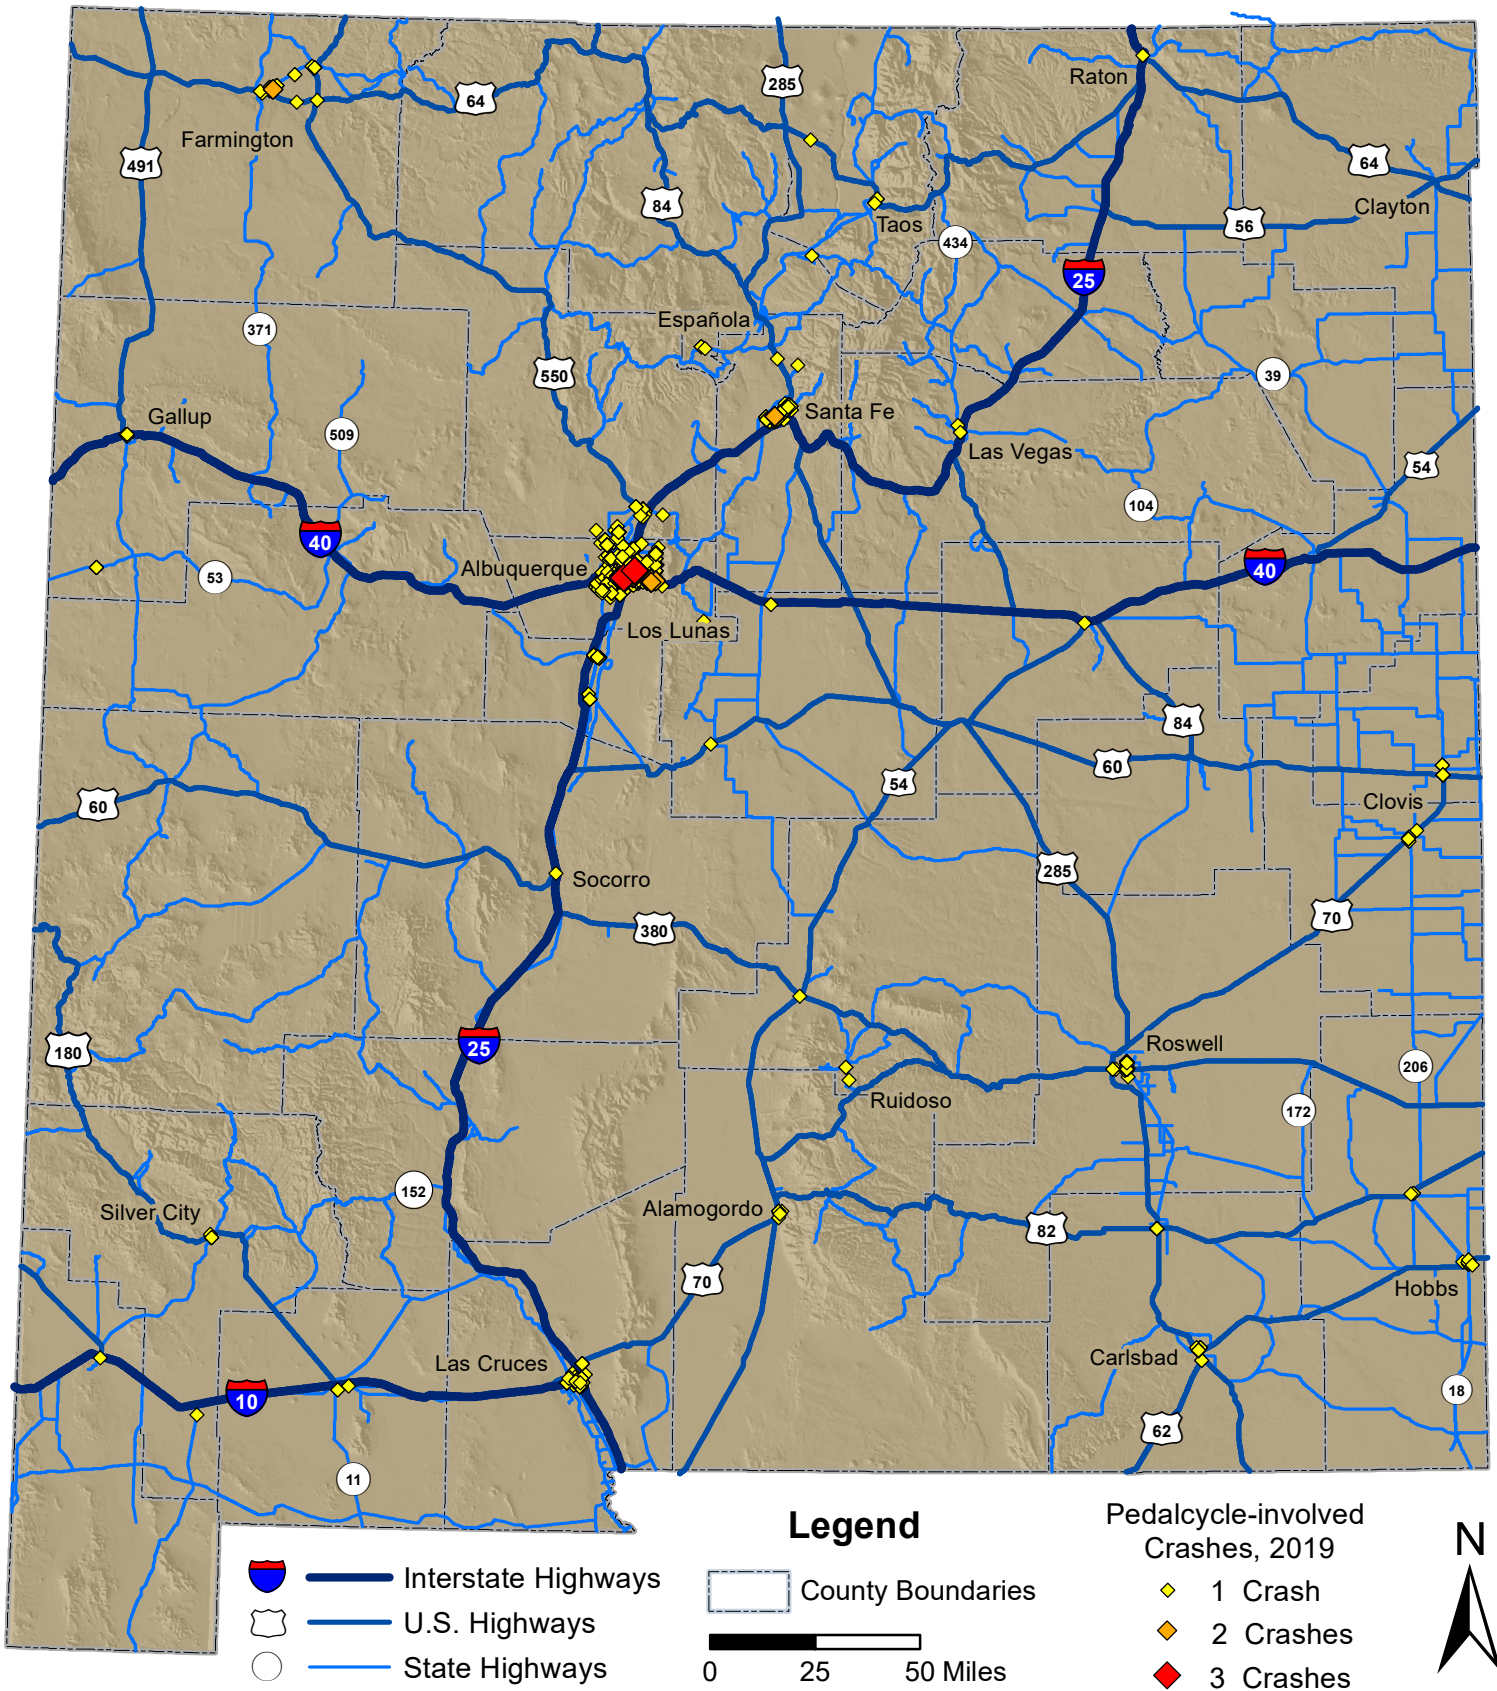 285
Raton
64
Farmington
491
64
84
Clayton
Taos
56
434
25
Española
371
550
39
Gallup
Santa Fe
509
Las Vegas
54
104
40
Albuquerque
40
53
Los Lunas
84
60
54
60
Clovis
285
Socorro
70
380
Roswell
25
180
206
Ruidoso
172
152
Silver City
Alamogordo
82
70
Hobbs
Las Cruces
Carlsbad
10
18
62
11
Legend
Interstate Highways
U.S. Highways
State Highways
County Boundaries
0 25 50 Miles
Pedalcycle-involved
Crashes, 2019
1 Crash
2 Crashes
3 Crashes
N